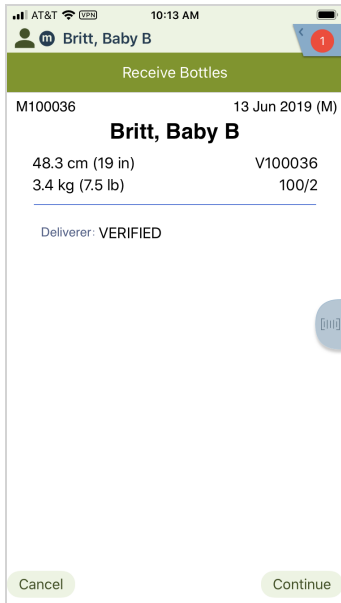 AT&T VPN 10:13 AM
m Britt, Baby B 1
Receive Bottles
M100036 13 Jun 2019 (M)
Britt, Baby B
48.3 cm (19 in) V100036
3.4 kg (7.5 lb) 100/2
Deliverer: VERIFIED
Cancel Continue